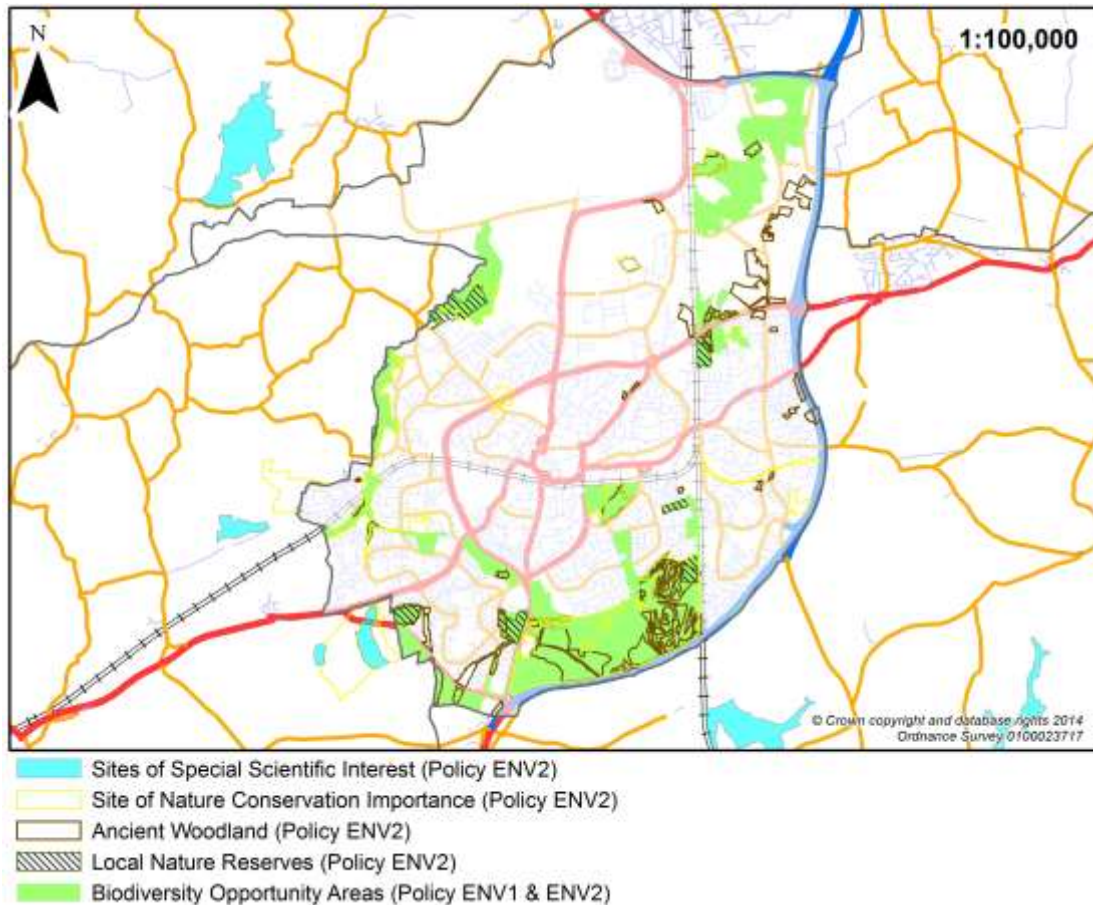 N
1:100,000
© Crown copyright and database rights 2014
Ordnance Survey 0100023717
Sites of Special Scientific Interest (Policy ENV2)
Site of Nature Conservation Importance (Policy ENV2)
Ancient Woodland (Policy ENV2)
Local Nature Reserves (Policy ENV2)
Biodiversity Opportunity Areas (Policy ENV1 & ENV2)